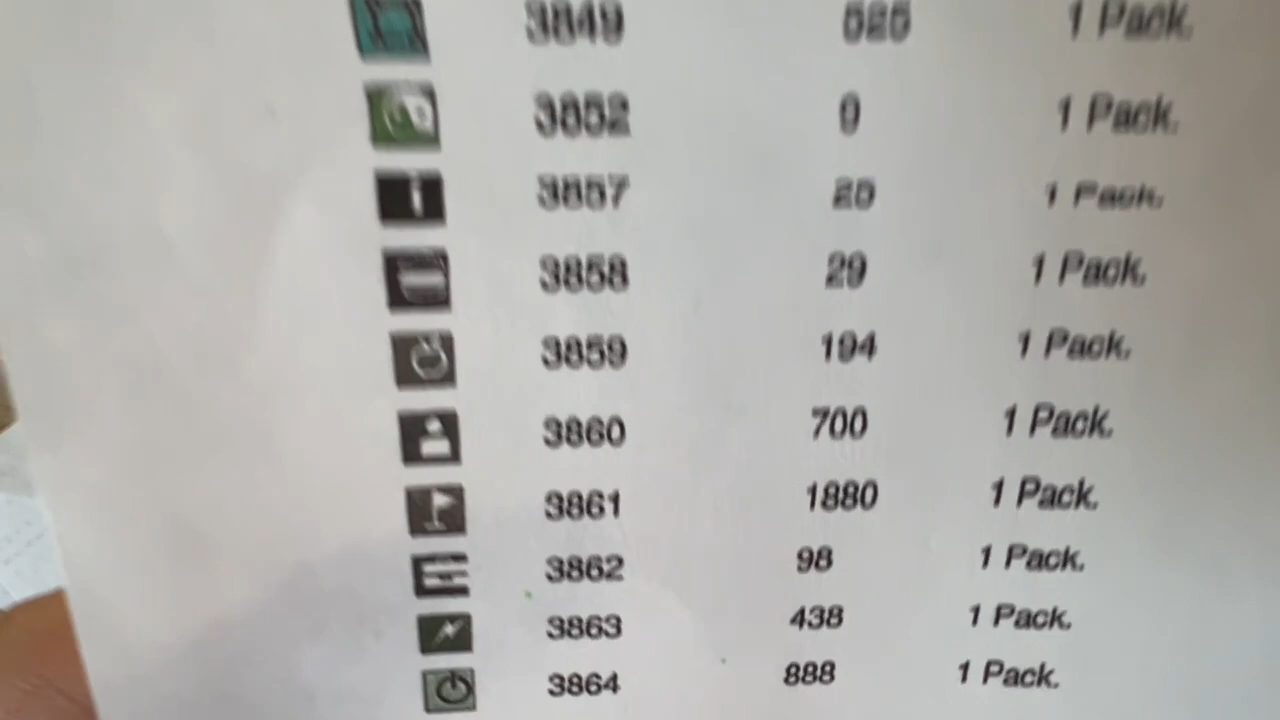 3849 525 1 Pack.
3852 9 1 Pack.
3857 1 Pack.
3858 29 1 Pack.
3859 194 1 Pack.
3860 700 1 Pack.
3861 1880 1 Pack.
3862 98 1 Pack.
3863 438 1 Pack.
3864 888 1 Pack.